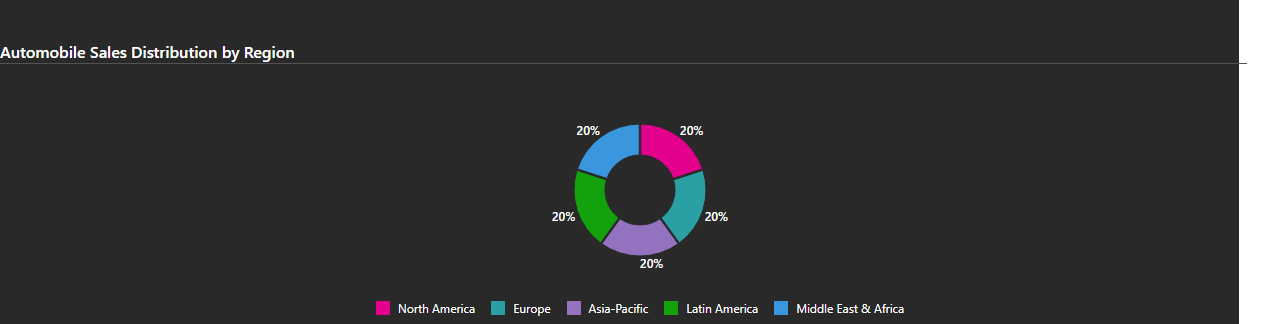 Automobile Sales Distribution by Region
20% 20%
20% 20%
20%
North America Europe Asia-Pacific Latin America Middle East & Africa